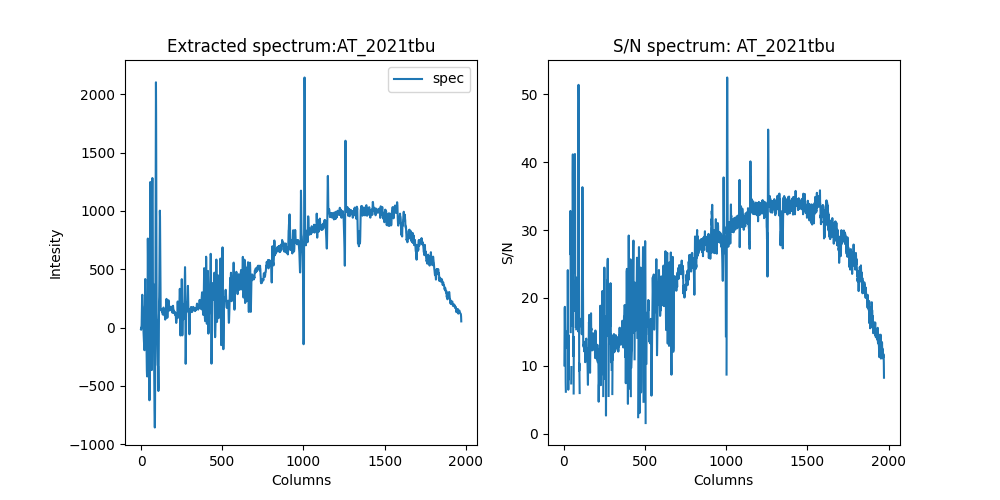 Extracted spectrum:AT_2021tbu
S/N spectrum: AT_2021tbu
spec
2000
1500
1000
500
0
−500
−1000
Intesity
0 500 1000 1500 2000
Columns
50
40
30
20
10
0
S/N
0 500 1000 1500 2000
Columns